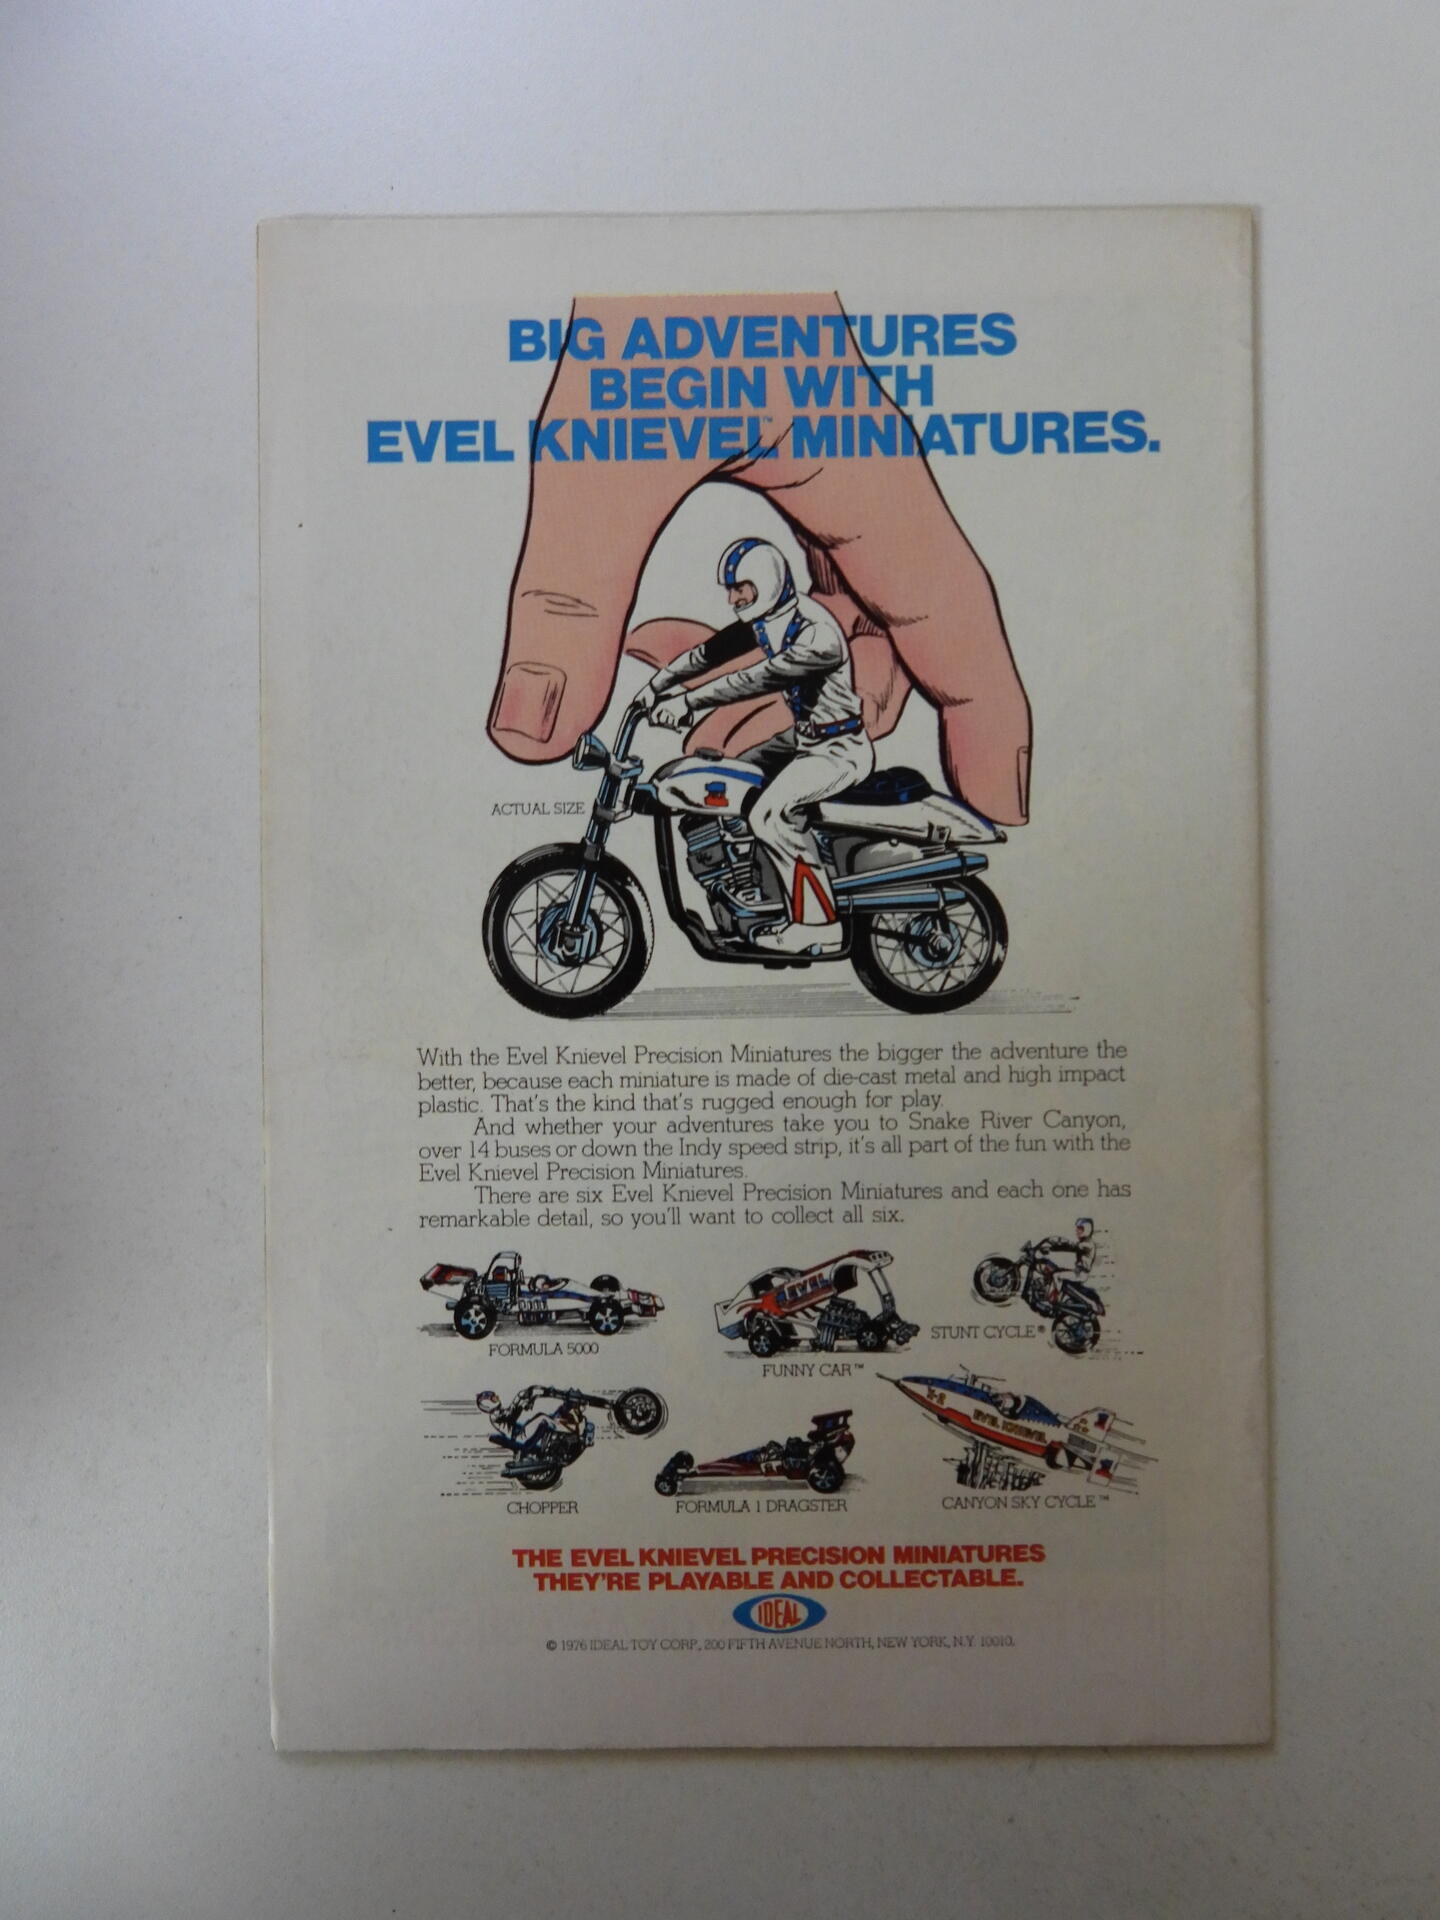 BIG ADVENTURES
BEGIN WITH
EVEL KNIEVEL™ MINIATURES.
ACTUAL SIZE
With the Evel Knievel Precision Miniatures the bigger the adventure the
better, because each miniature is made of die-cast metal and high impact
plastic. That's the kind that's rugged enough for play.
And whether your adventures take you to Snake River Canyon,
over 14 buses or down the Indy speed strip, it's all part of the fun with the
Evel Knievel Precision Miniatures.
There are six Evel Knievel Precision Miniatures and each one has
remarkable detail, so you'll want to collect all six.
EVEL
FORMULA 5000
FUNNY CAR™
STUNT CYCLE®
X-2
EVEL KNIEVEL
CHOPPER
FORMULA 1 DRAGSTER
CANYON SKY CYCLE™
THE EVEL KNIEVEL PRECISION MINIATURES
THEY'RE PLAYABLE AND COLLECTABLE.
IDEAL
© 1976 IDEAL TOY CORP., 200 FIFTH AVENUE NORTH, NEW YORK, N.Y. 10010.